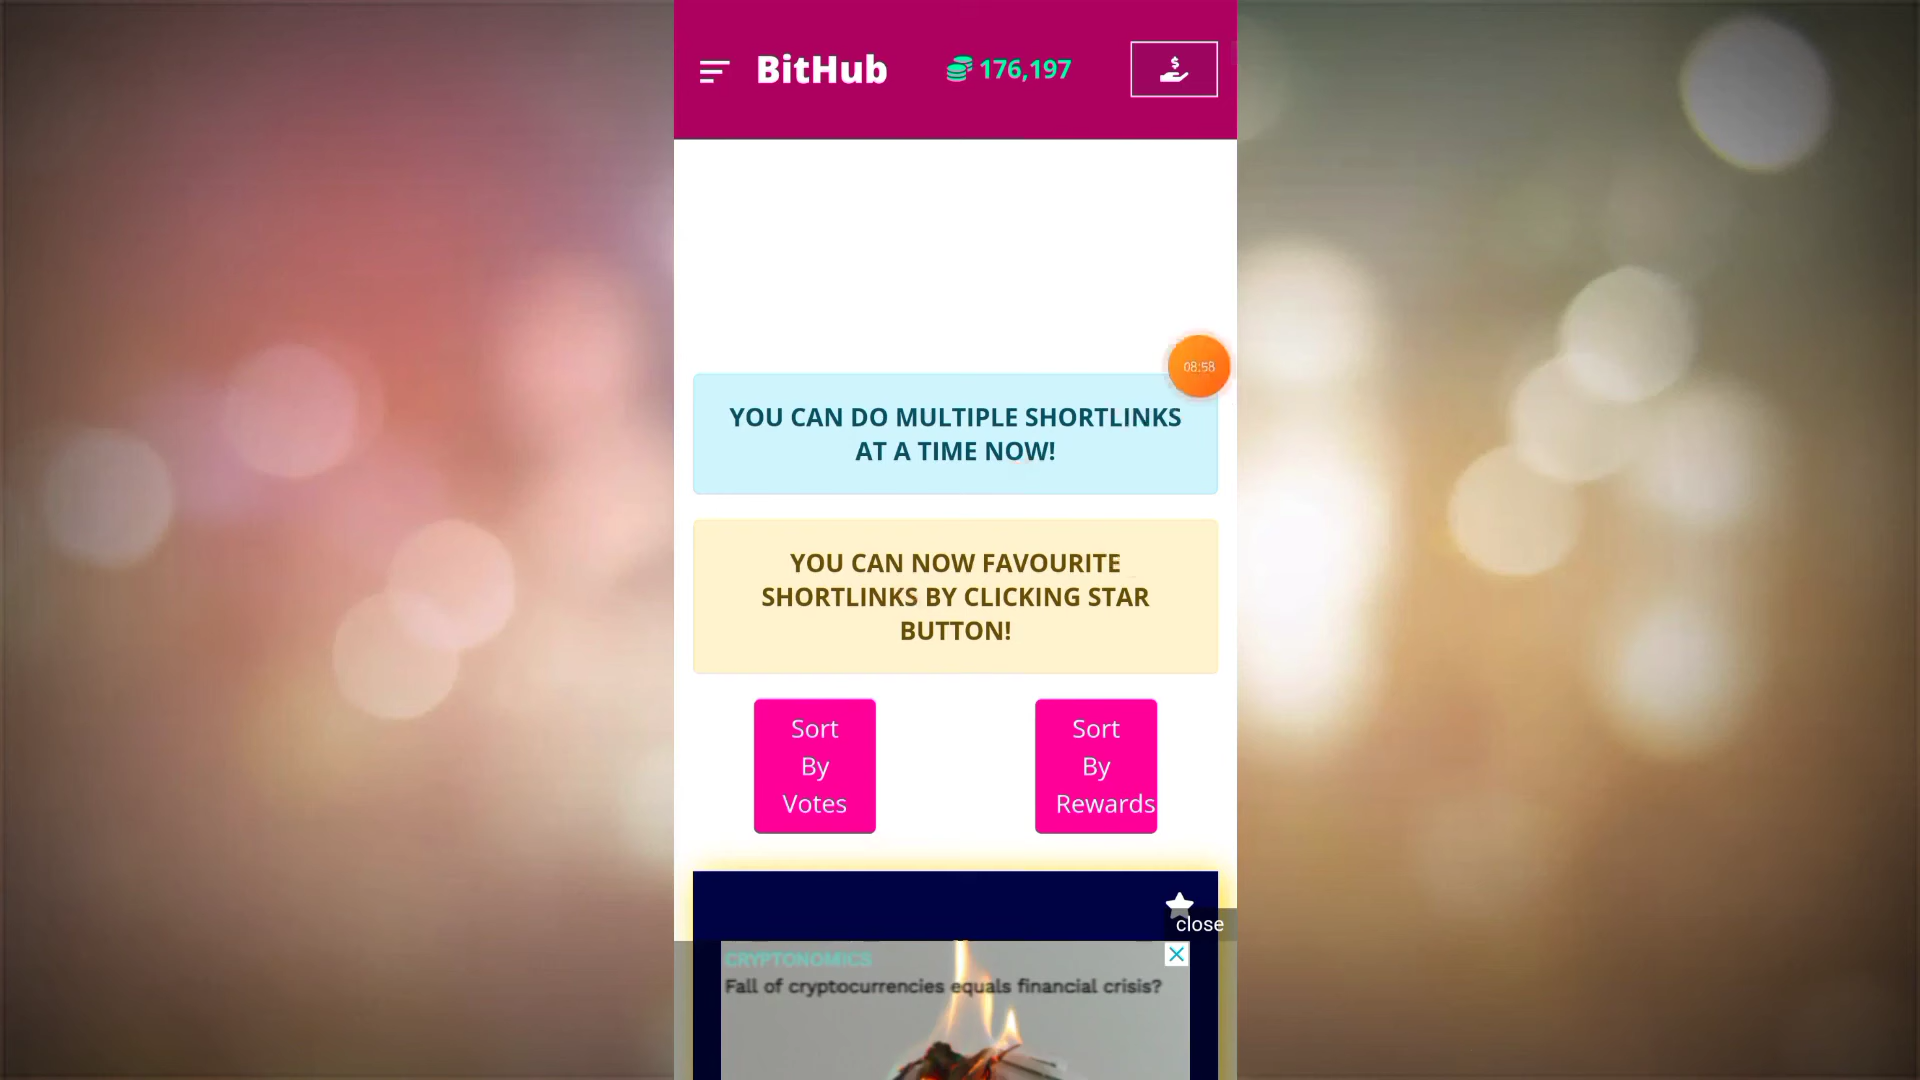 BitHub
176,197
08:58
YOU CAN DO MULTIPLE SHORTLINKS
AT A TIME NOW!
YOU CAN NOW FAVOURITE
SHORTLINKS BY CLICKING STAR
BUTTON!
Sort
By
Votes
Sort
By
Rewards
close
CRYPTONOMICS
Fall of cryptocurrencies equals financial crisis?